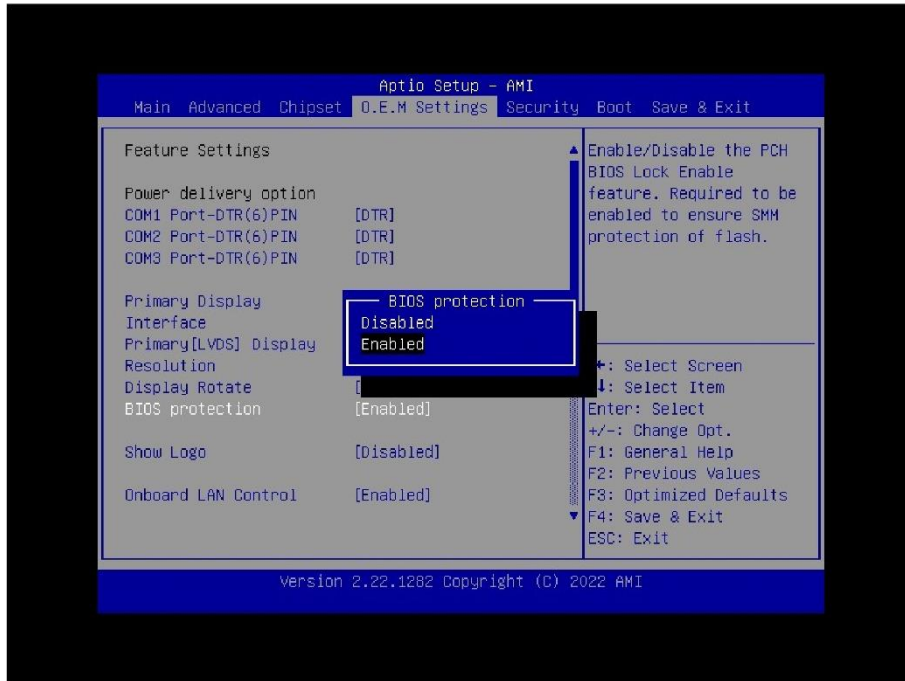 Aptio Setup - AMI
Main Advanced Chipset O.E.M Settings Security Boot Save & Exit
Feature Settings
Power delivery option
COM1 Port-DTR(6)PIN [DTR]
COM2 Port-DTR(6)PIN [DTR]
COM3 Port-DTR(6)PIN [DTR]
Primary Display
Interface
Primary[LVDS] Display
Resolution
Display Rotate [
BIOS protection [Enabled]
Show Logo [Disabled]
Onboard LAN Control [Enabled]
BIOS protection
Disabled
Enabled
Enable/Disable the PCH
BIOS Lock Enable
feature. Required to be
enabled to ensure SMM
protection of flash.
←: Select Screen
↓: Select Item
Enter: Select
+/-: Change Opt.
F1: General Help
F2: Previous Values
F3: Optimized Defaults
F4: Save & Exit
ESC: Exit
Version 2.22.1282 Copyright (C) 2022 AMI